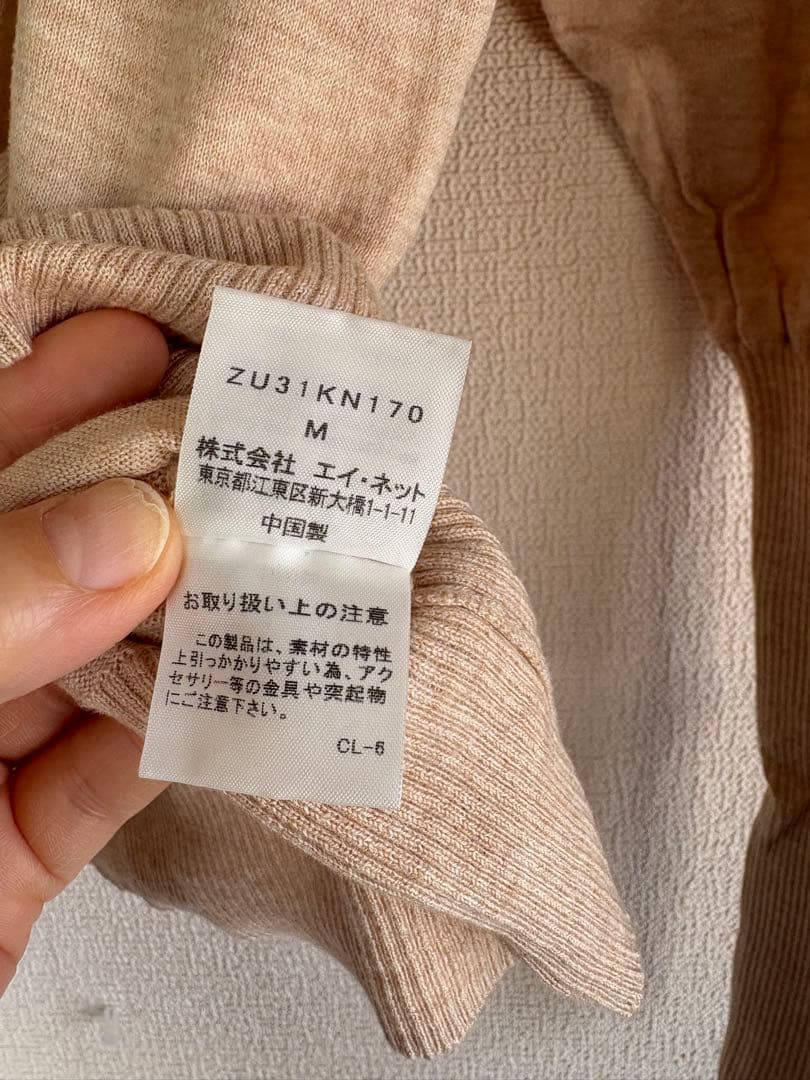 ZU31KN170
M
株式会社 エイ・ネット
東京都江東区新大橋1-1-11
中国製
お取り扱い上の注意
この製品は、素材の特性
上引っかかりやすい為、アク
セサリー等の金具や突起物
にご注意下さい。
CL-6